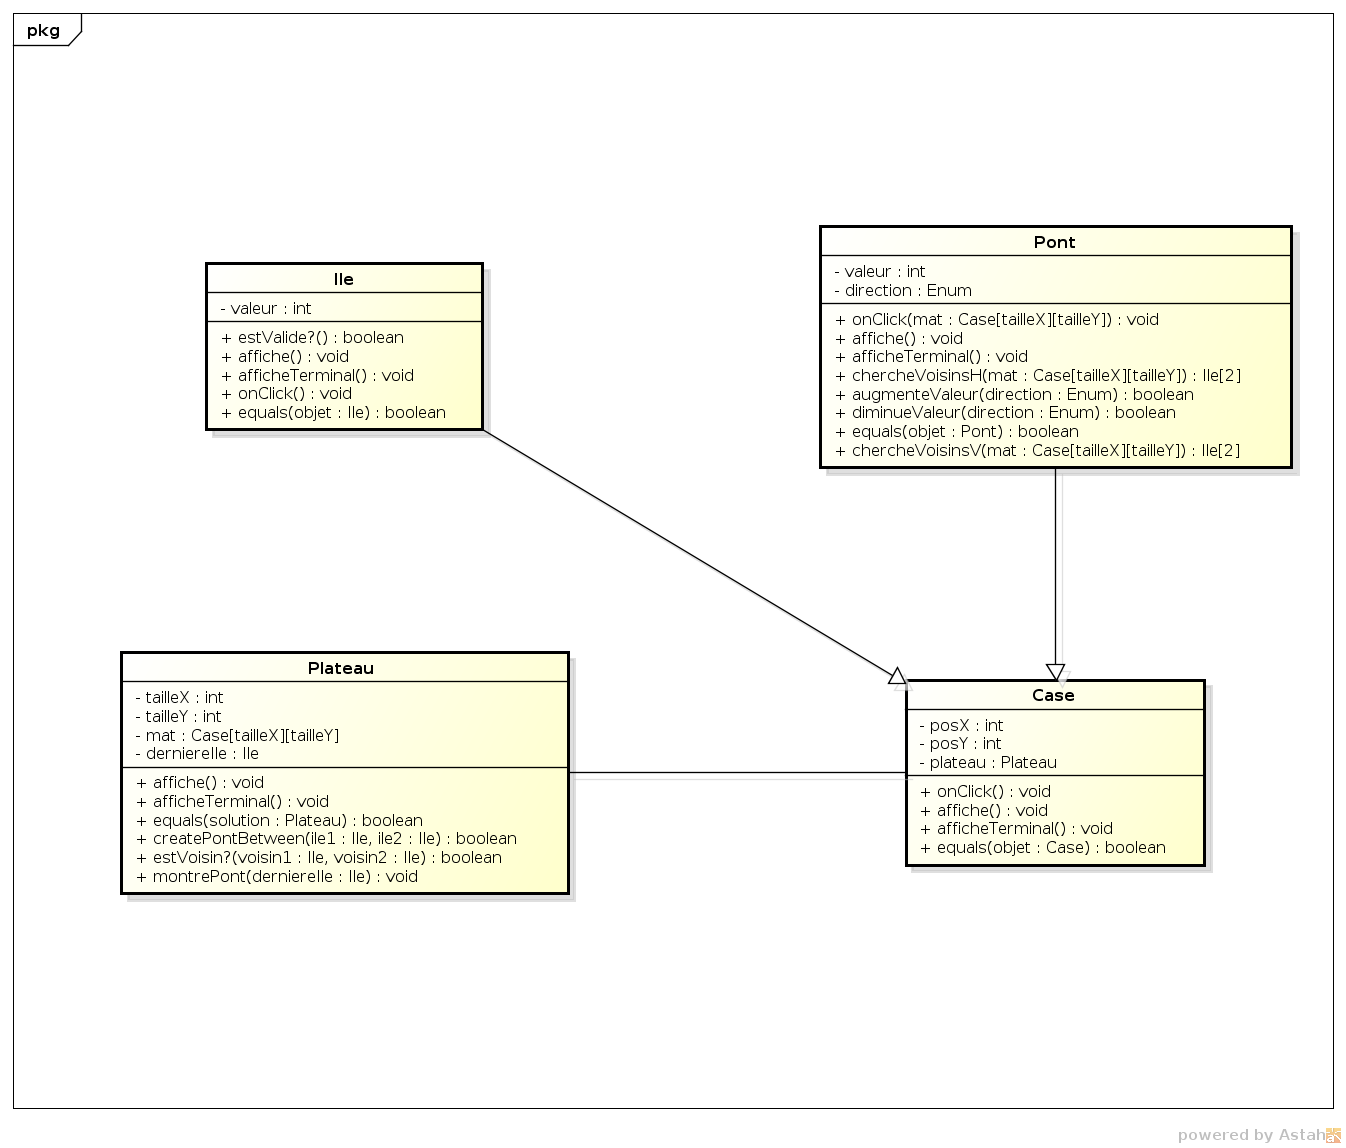 pkg
Ile
- valeur : int
+ estValide?() : boolean
+ affiche() : void
+ afficheTerminal() : void
+ onClick() : void
+ equals(objet : Ile) : boolean
Pont
- valeur : int
- direction : Enum
+ onClick(mat : Case[tailleX][tailleY]) : void
+ affiche() : void
+ afficheTerminal() : void
+ chercheVoisinsH(mat : Case[tailleX][tailleY]) : Ile[2]
+ augmenteValeur(direction : Enum) : boolean
+ diminueValeur(direction : Enum) : boolean
+ equals(objet : Pont) : boolean
+ chercheVoisinsV(mat : Case[tailleX][tailleY]) : Ile[2]
Plateau
- tailleX : int
- tailleY : int
- mat : Case[tailleX][tailleY]
- derniereIle : Ile
+ affiche() : void
+ afficheTerminal() : void
+ equals(solution : Plateau) : boolean
+ createPontBetween(ile1 : Ile, ile2 : Ile) : boolean
+ estVoisin?(voisin1 : Ile, voisin2 : Ile) : boolean
+ montrePont(derniereIle : Ile) : void
Case
- posX : int
- posY : int
- plateau : Plateau
+ onClick() : void
+ affiche() : void
+ afficheTerminal() : void
+ equals(objet : Case) : boolean
powered by Astah